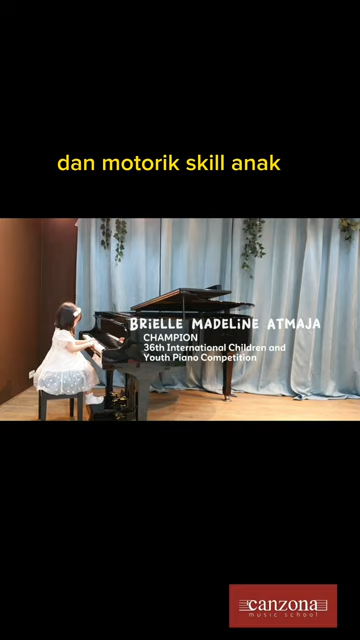 dan motorik skill anak
BRiELLE MADELiNE ATMAJA
CHAMPION
36th International Children and
Youth Piano Competition
canzona
music school